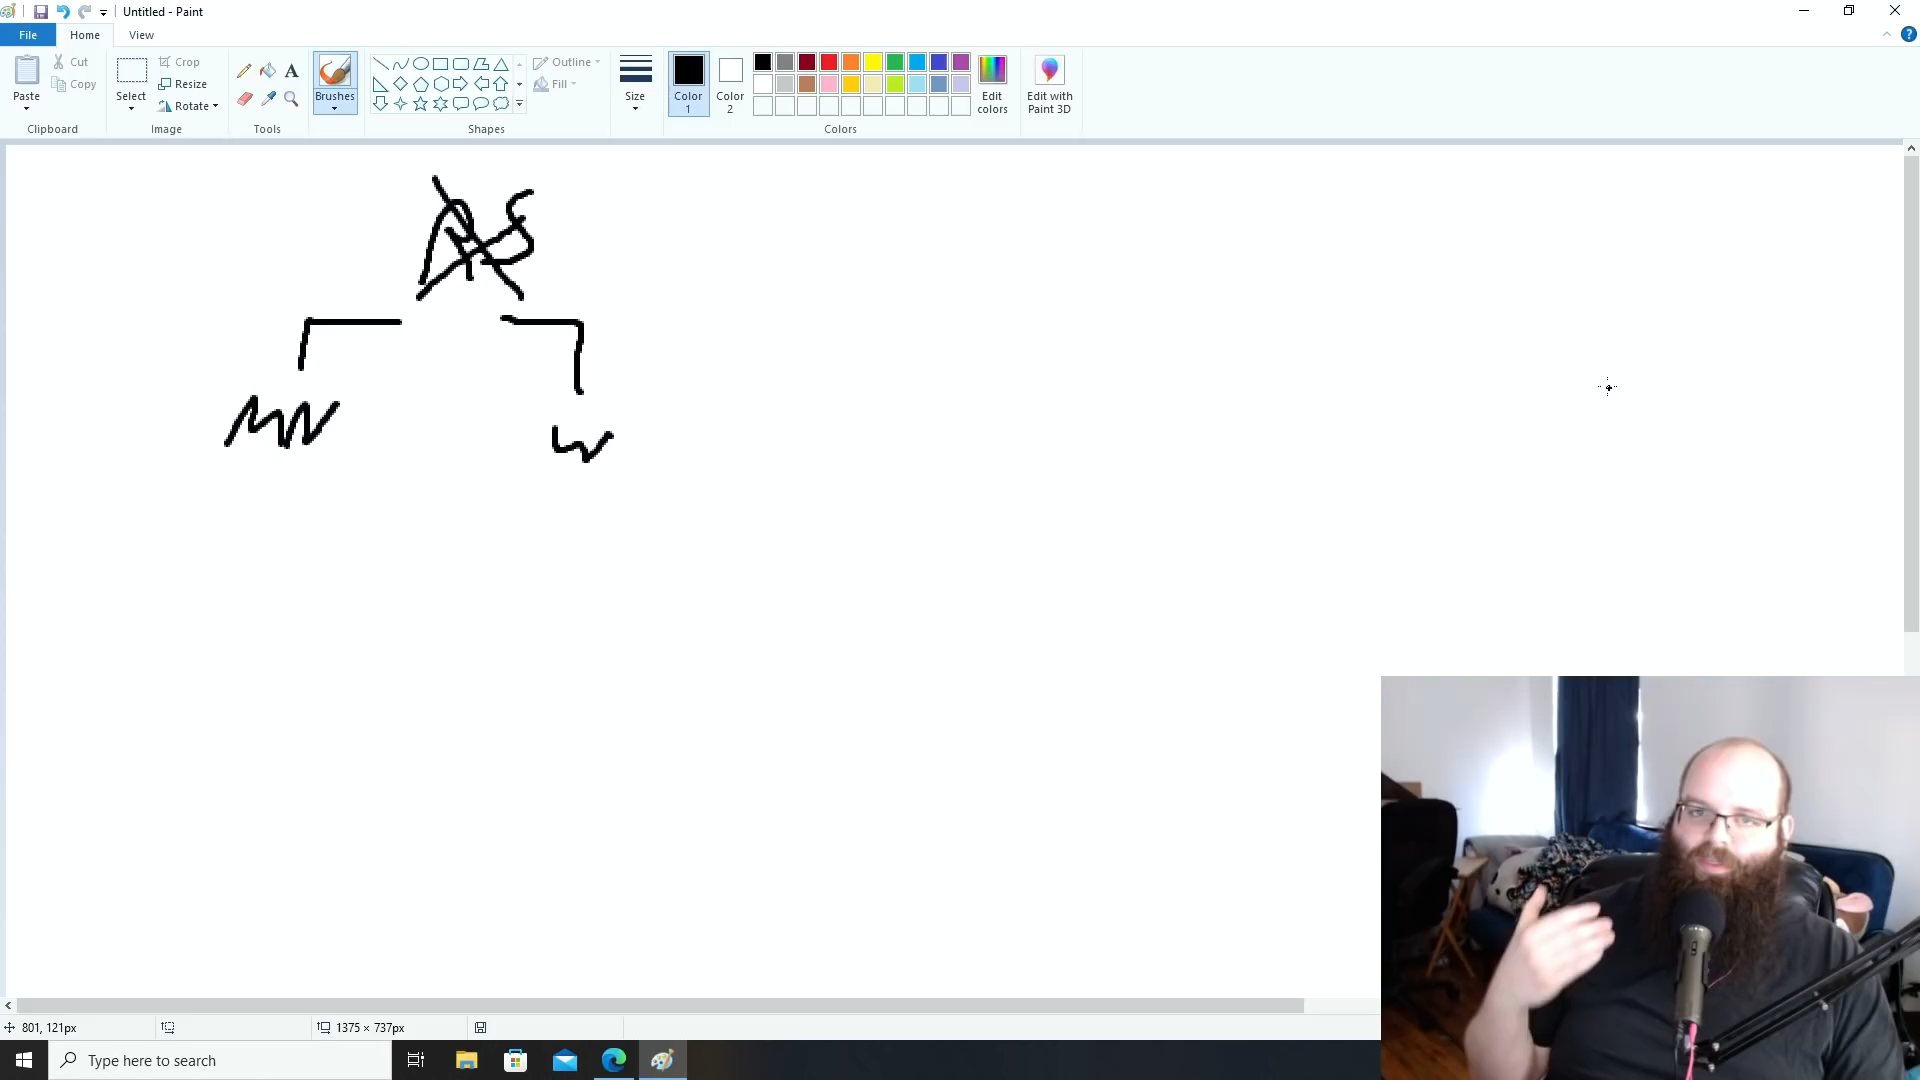 Untitled - Paint
File Home View
Paste
Cut
Copy
Clipboard
Select
Crop
Resize
Rotate
Image
Tools
Brushes
Shapes
Outline
Fill
Size
Color 1
Color 2
Edit colors
Colors
Edit with Paint 3D
801, 121px
1375 × 737px
Type here to search